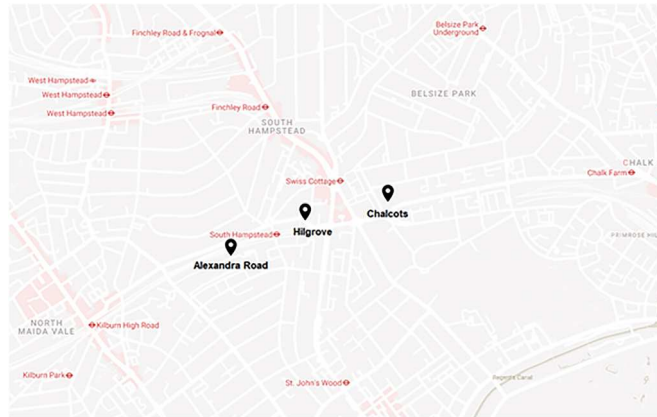 Belsize Park
Underground
Finchley Road & Frognal
West Hampstead
West Hampstead
BELSIZE PARK
Finchley Road
West Hampstead
SOUTH
HAMPSTEAD
CHALK
Chalk Farm
Swiss Cottage
Chalcots
Hilgrove
South Hampstead
PRIMROSE HIL
Alexandra Road
NORTH
MAIDA VALE
Kilburn High Road
Kilburn Park
Regent's Canal
St. John's Wood